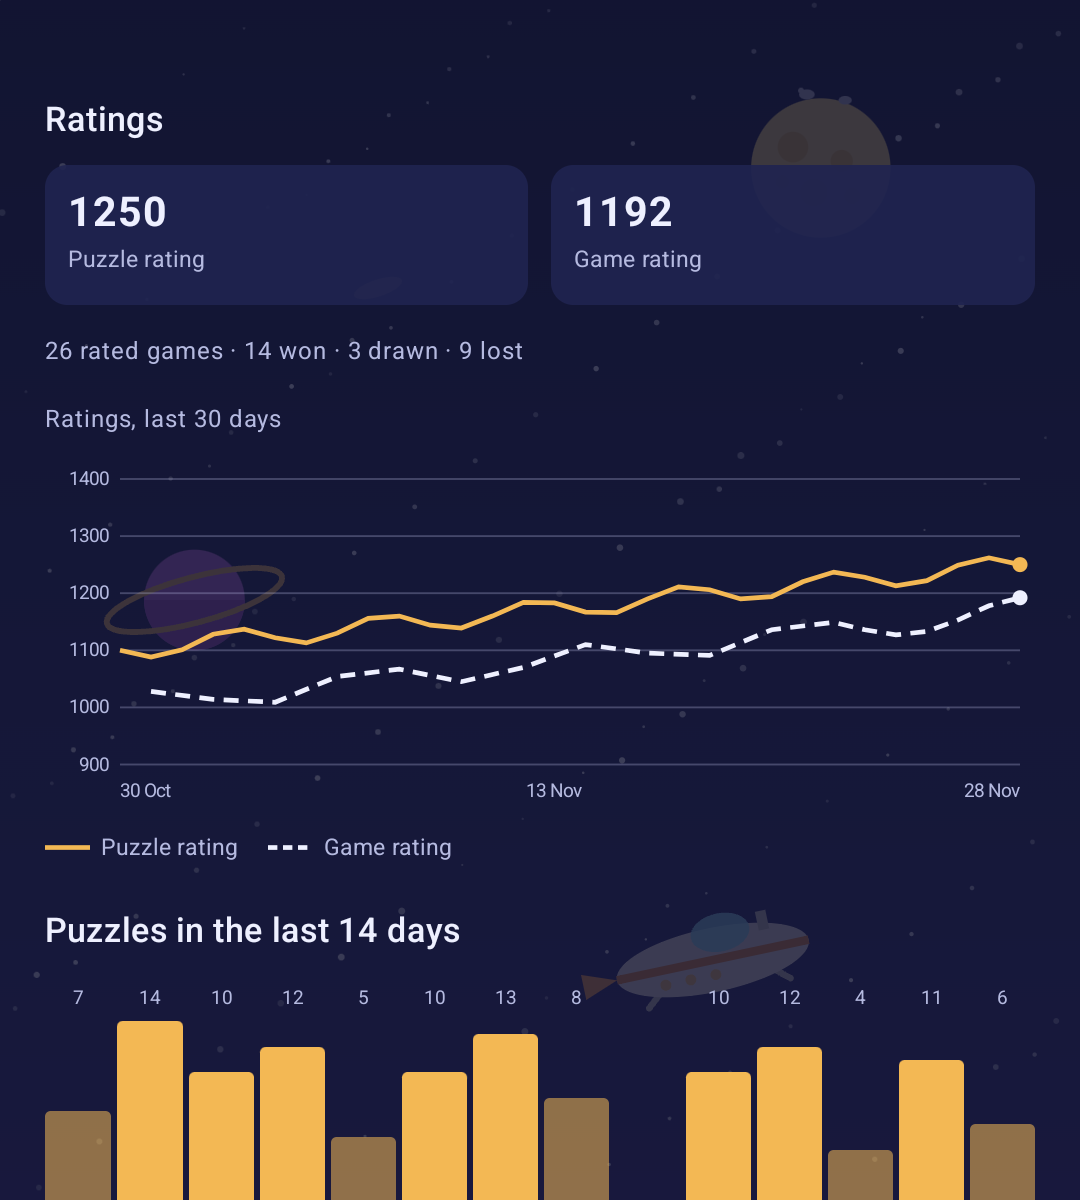 Ratings
1250
Puzzle rating
1192
Game rating
26 rated games · 14 won · 3 drawn · 9 lost
Ratings, last 30 days
1400
1300
1200
1100
1000
900
30 Oct 13 Nov 28 Nov
Puzzle rating Game rating
Puzzles in the last 14 days
7 14 10 12 5 10 13 8 10 12 4 11 6